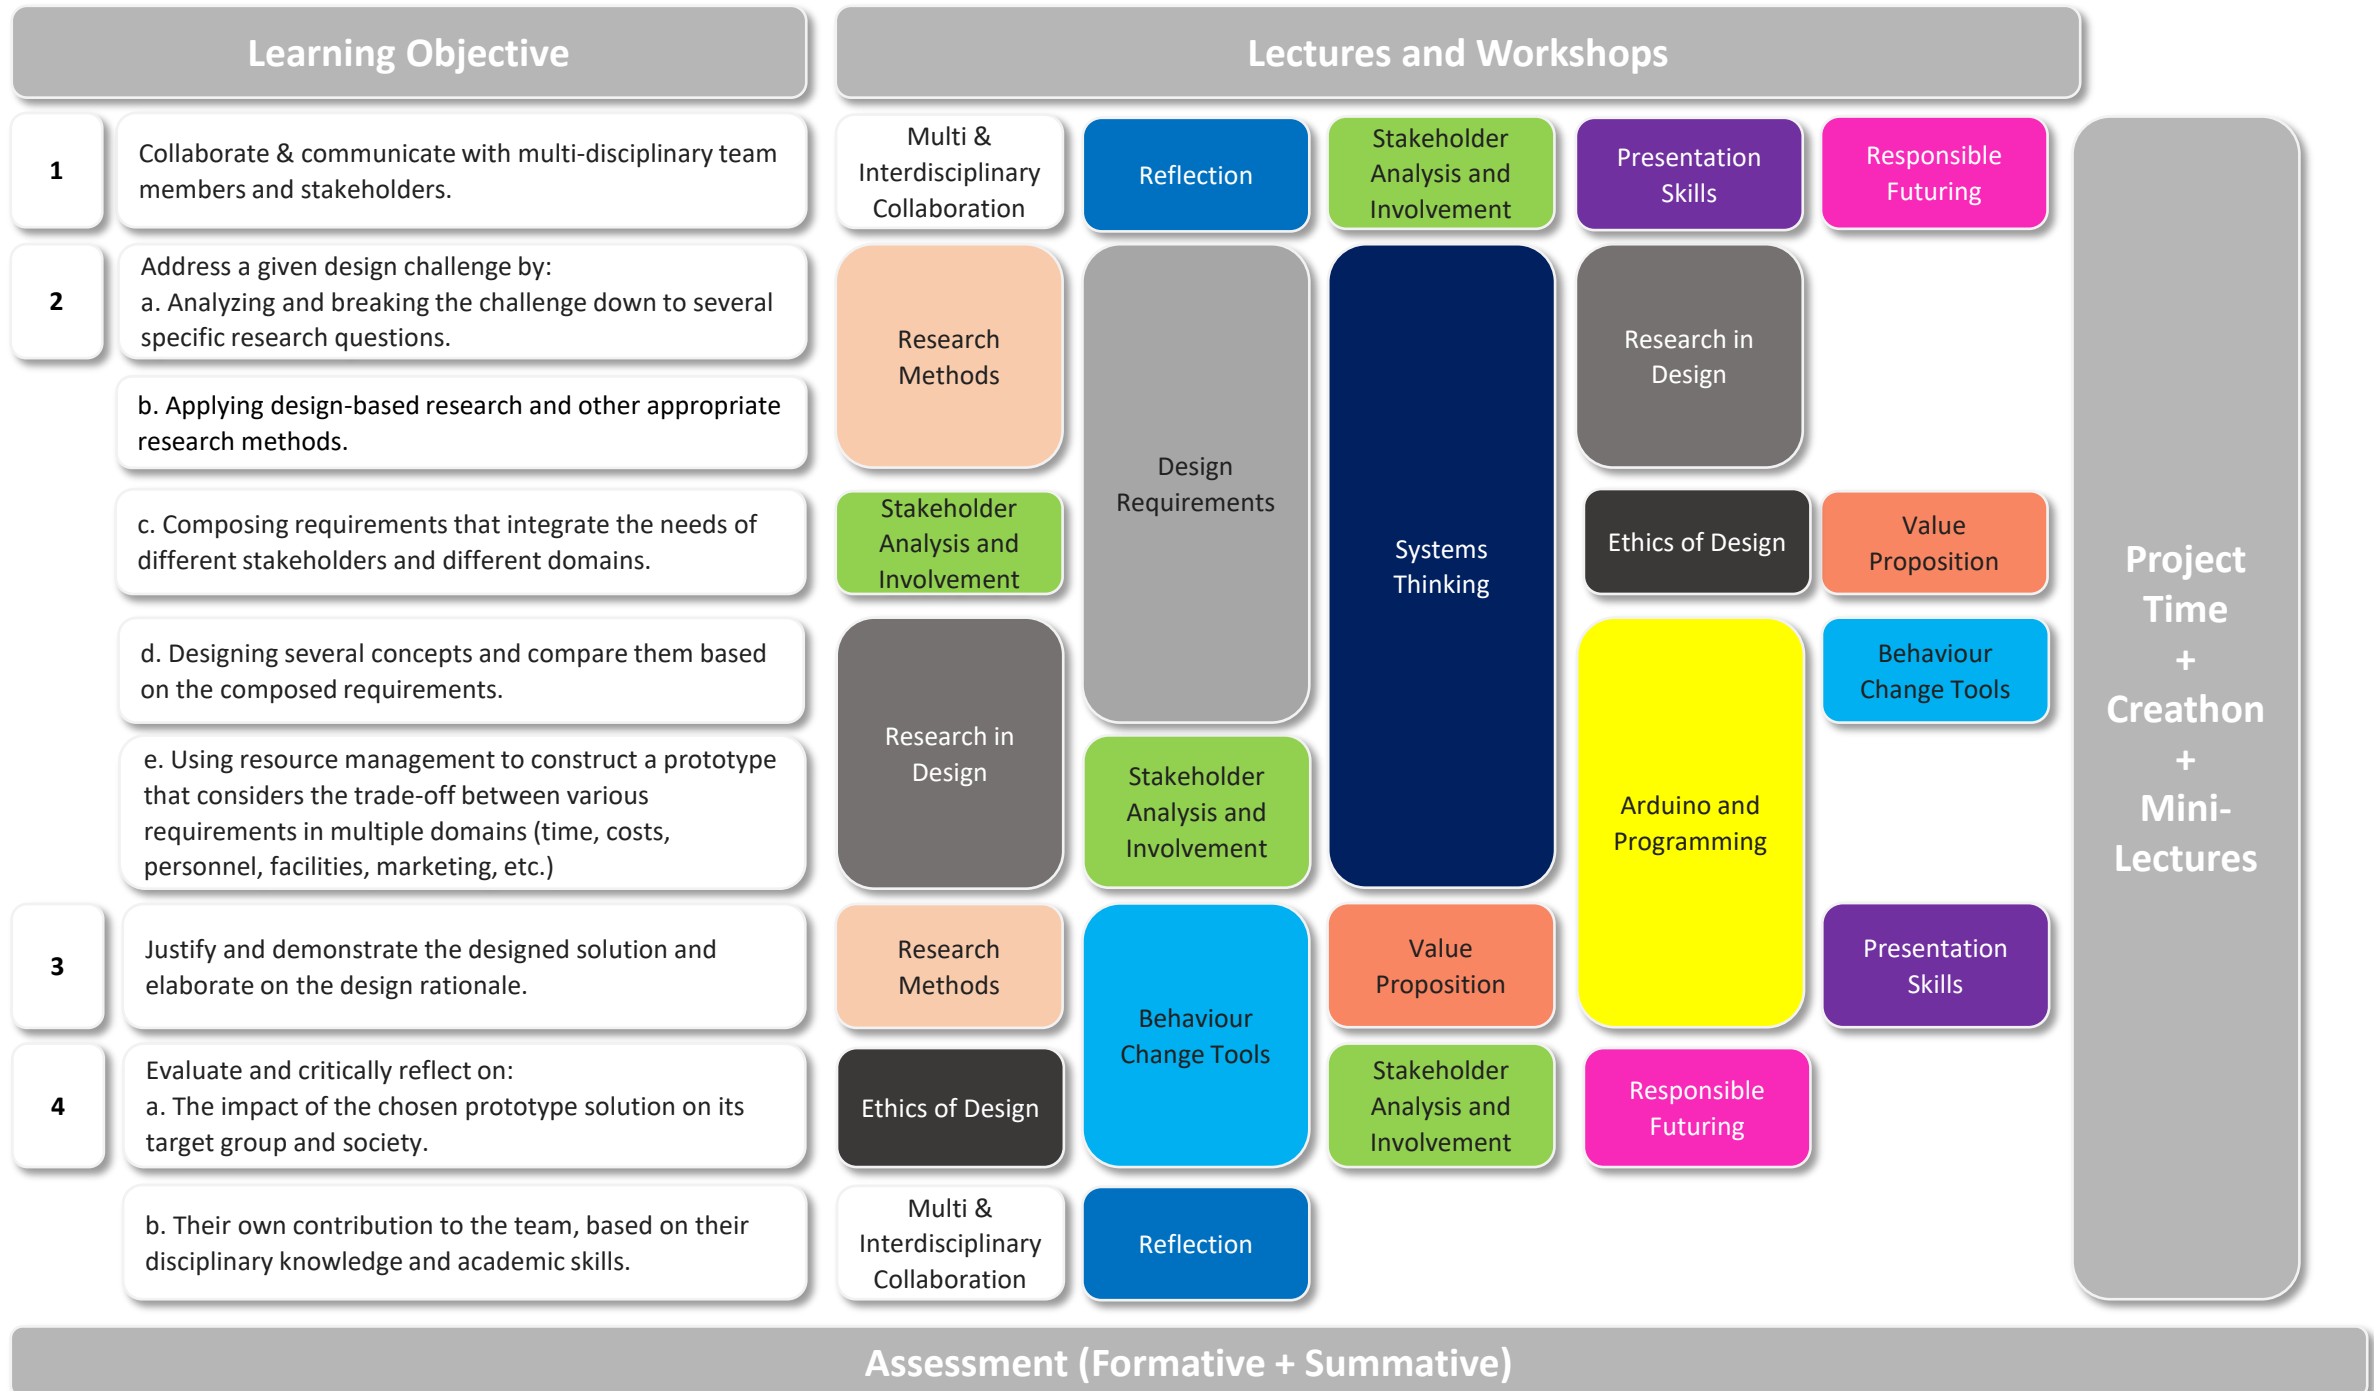 Learning Objective
Lectures and Workshops
1
Collaborate & communicate with multi-disciplinary team
members and stakeholders.
Multi &
Interdisciplinary
Collaboration
Reflection
Stakeholder
Analysis and
Involvement
Presentation
Skills
Responsible
Futuring
2
Address a given design challenge by:
a. Analyzing and breaking the challenge down to several
specific research questions.
b. Applying design-based research and other appropriate
research methods.
Research
Methods
Design
Requirements
Systems
Thinking
Research in
Design
c. Composing requirements that integrate the needs of
different stakeholders and different domains.
Stakeholder
Analysis and
Involvement
Ethics of Design
Value
Proposition
d. Designing several concepts and compare them based
on the composed requirements.
e. Using resource management to construct a prototype
that considers the trade-off between various
requirements in multiple domains (time, costs,
personnel, facilities, marketing, etc.)
Research in
Design
Stakeholder
Analysis and
Involvement
Arduino and
Programming
Behaviour
Change Tools
3
Justify and demonstrate the designed solution and
elaborate on the design rationale.
Research
Methods
Behaviour
Change Tools
Value
Proposition
Presentation
Skills
4
Evaluate and critically reflect on:
a. The impact of the chosen prototype solution on its
target group and society.
Ethics of Design
Stakeholder
Analysis and
Involvement
Responsible
Futuring
b. Their own contribution to the team, based on their
disciplinary knowledge and academic skills.
Multi &
Interdisciplinary
Collaboration
Reflection
Project
Time
+
Creathon
+
Mini-
Lectures
Assessment (Formative + Summative)